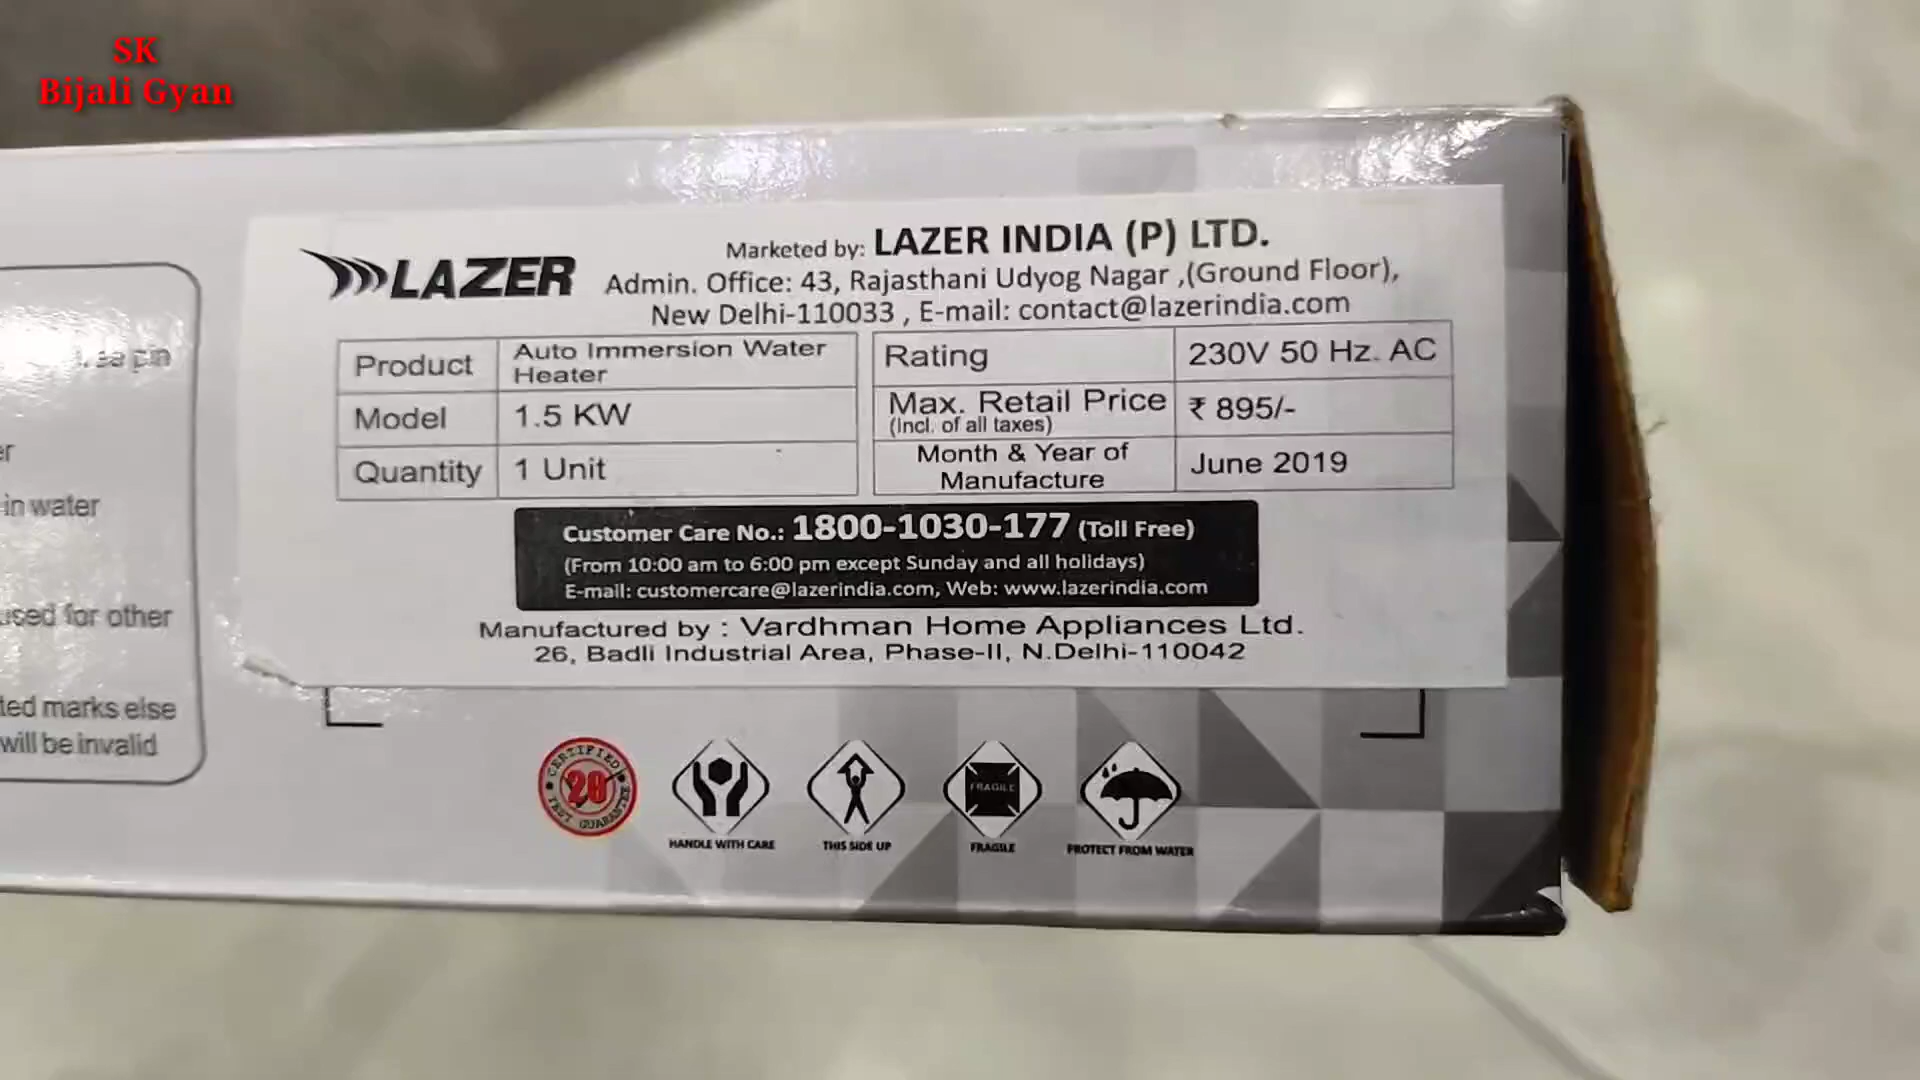 SK
Bijali Gyan
LAZER
Marketed by: LAZER INDIA (P) LTD.
Admin. Office: 43, Rajasthani Udyog Nagar ,(Ground Floor),
New Delhi-110033 , E-mail: contact@lazerindia.com
Product Auto Immersion Water Heater
Model 1.5 KW
Quantity 1 Unit
Rating 230V 50 Hz. AC
Max. Retail Price (Incl. of all taxes) ₹ 895/-
Month & Year of Manufacture June 2019
Customer Care No.: 1800-1030-177 (Toll Free)
(From 10:00 am to 6:00 pm except Sunday and all holidays)
E-mail: customercare@lazerindia.com, Web: www.lazerindia.com
Manufactured by : Vardhman Home Appliances Ltd.
26, Badli Industrial Area, Phase-II, N.Delhi-110042
pin
in water
used for other
marks else
will be invalid
CERTIFIED
20
TEST GUARANTEE
HANDLE WITH CARE
THIS SIDE UP
FRAGILE
FRAGILE
PROTECT FROM WATER